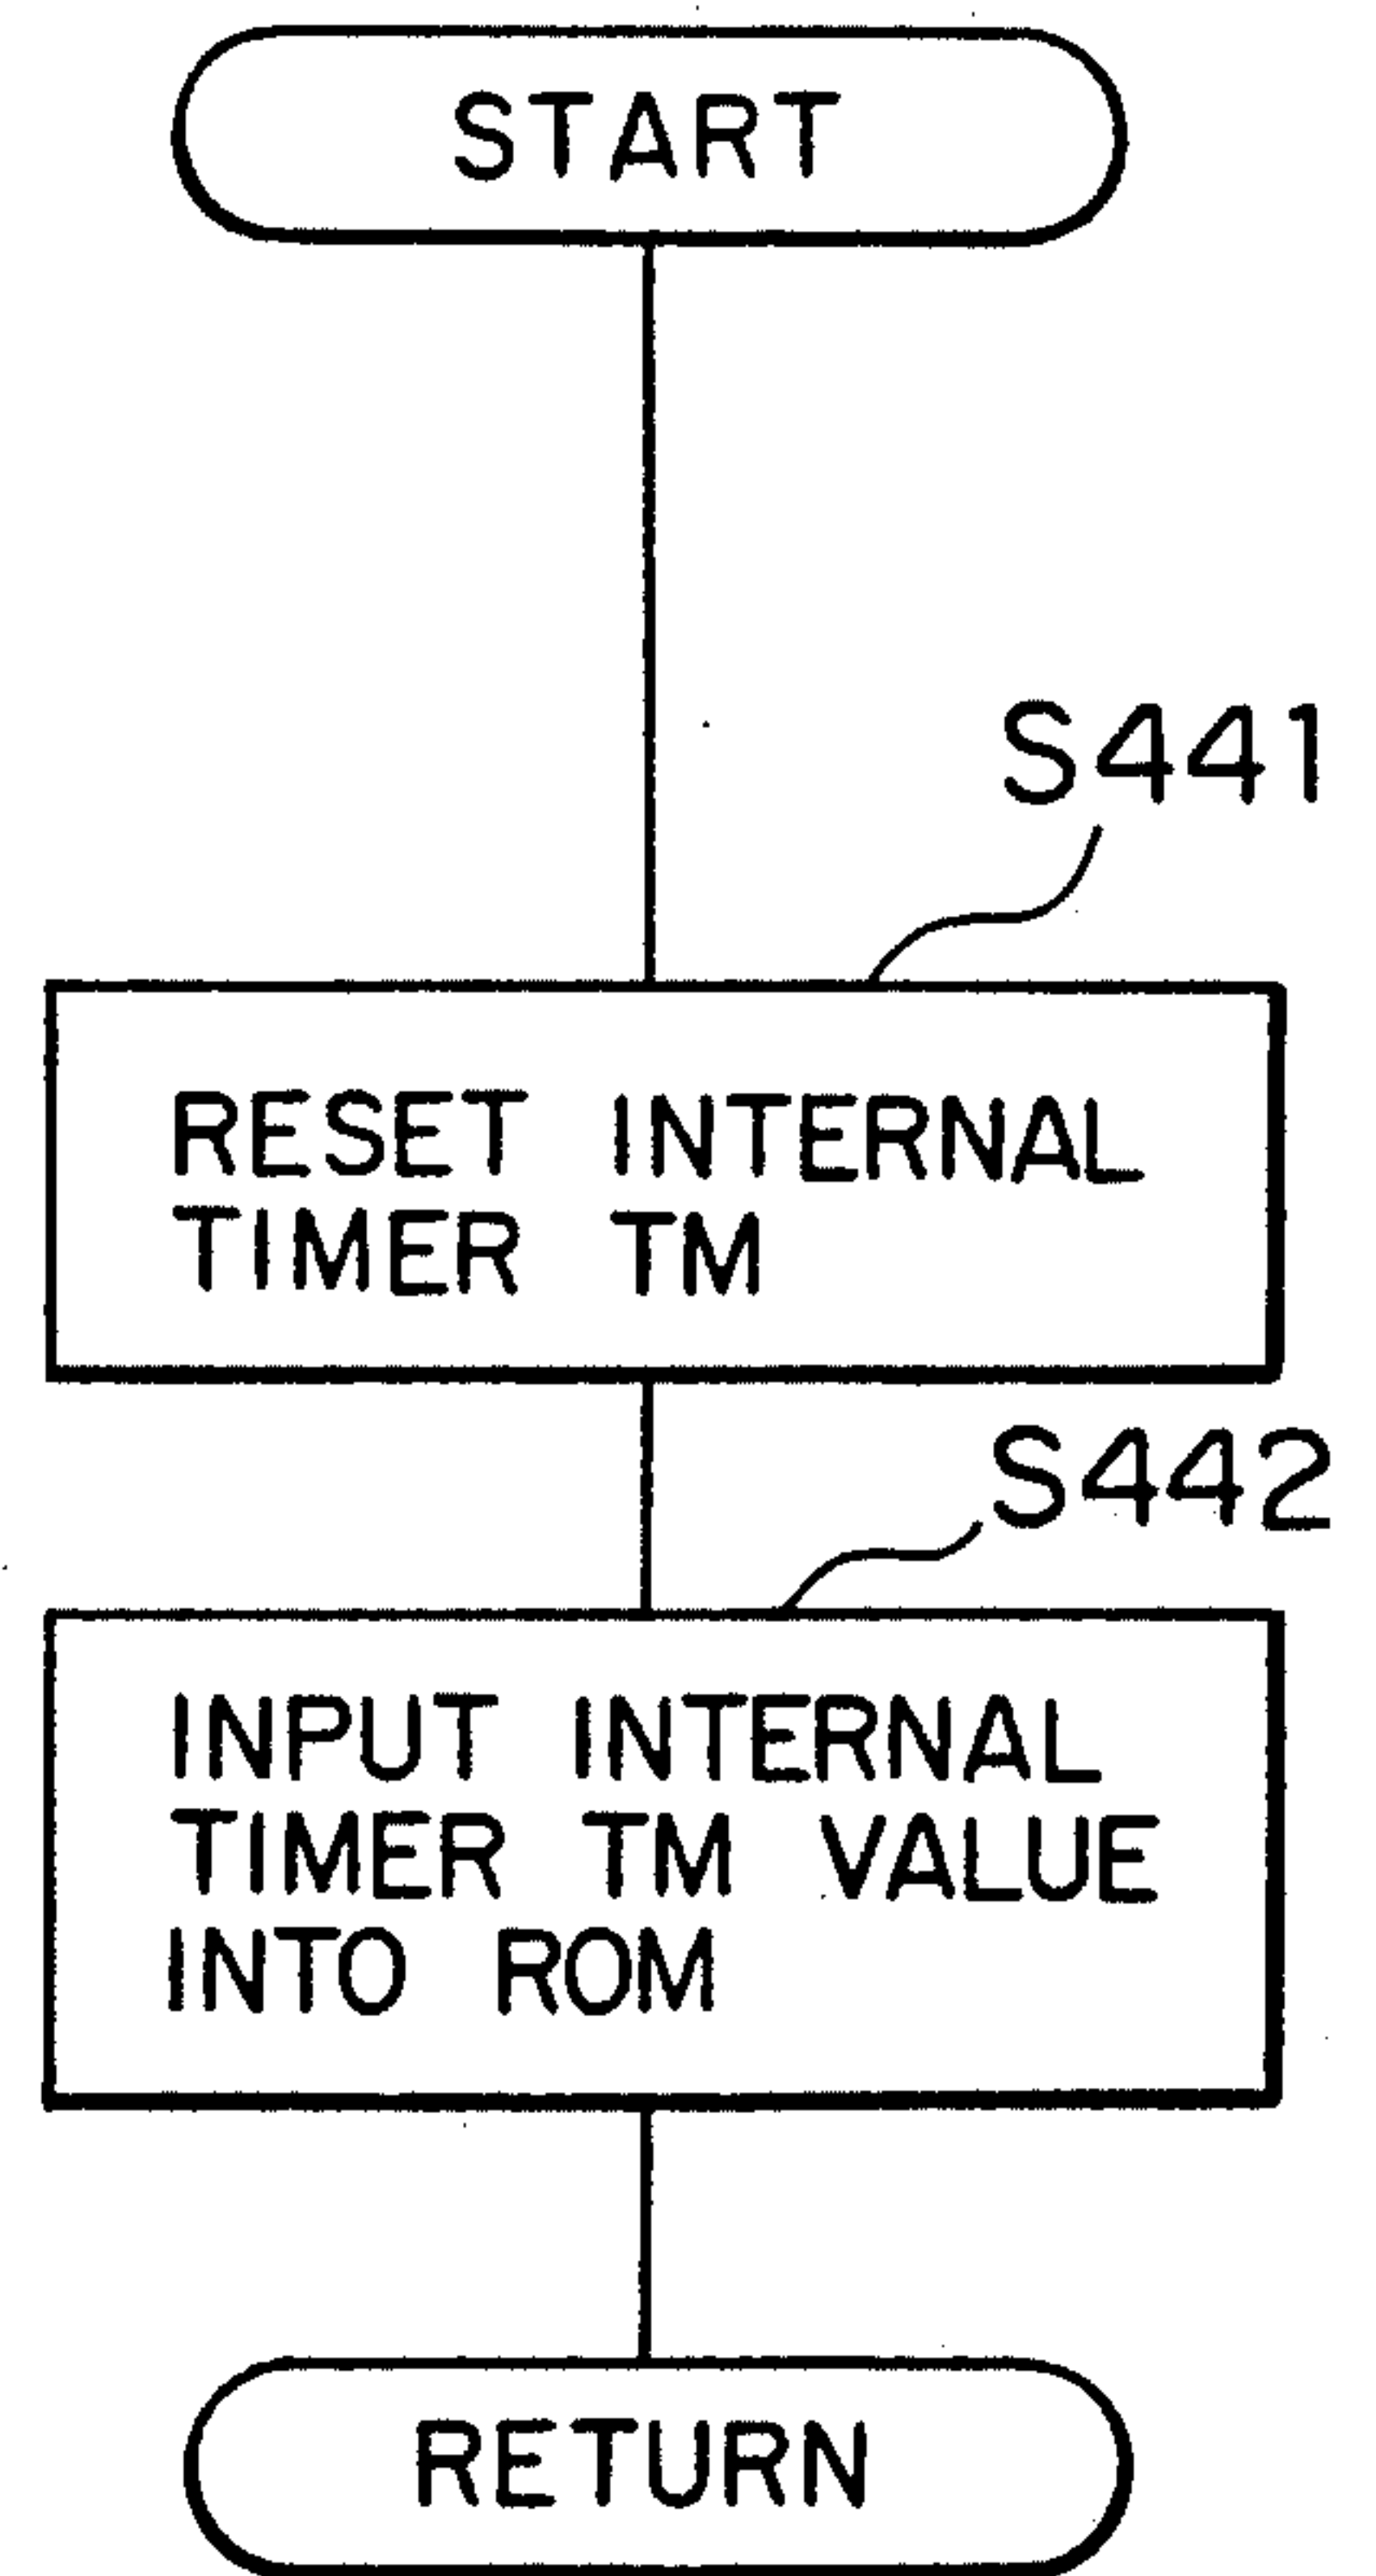 START
S441
RESET INTERNAL
TIMER TM
S442
INPUT INTERNAL
TIMER TM VALUE
INTO ROM
RETURN